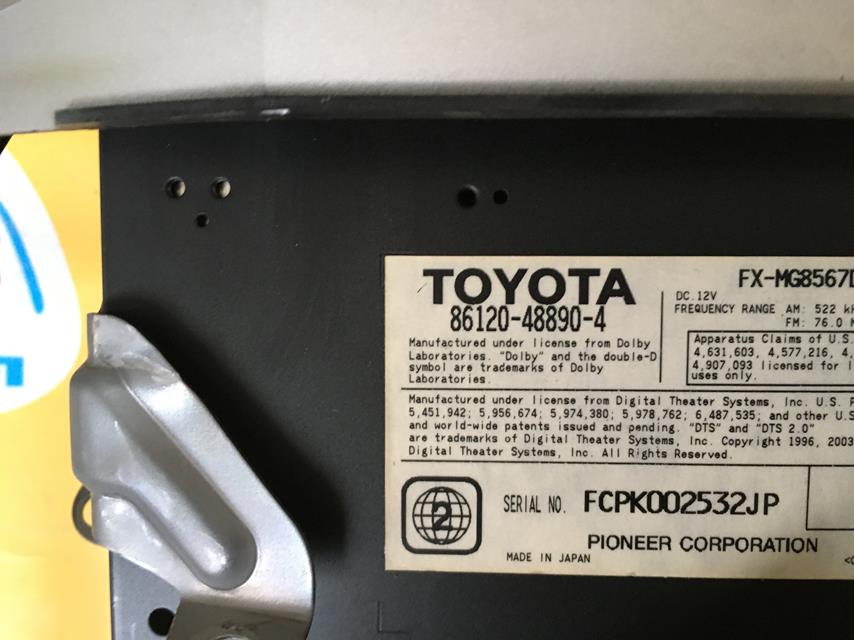 TOYOTA
86120-48890-4
Manufactured under license from Dolby
Laboratories. "Dolby" and the double-D
symbol are trademarks of Dolby
Laboratories.
FX-MG8567
DC.12V
FREQUENCY RANGE AM: 522
FM: 76.0
Apparatus Claims of U.S.
4,631,603, 4,577,216, 4,
4,907,093 licensed for
uses only.
Manufactured under license from Digital Theater Systems, Inc. U.S.
5,451,942; 5,956,674; 5,974,380; 5,978,762; 6,487,535; and other U.S
and world-wide patents issued and pending. "DTS" and "DTS 2.0"
are trademarks of Digital Theater Systems, Inc. Copyright 1996, 2003
Digital Theater Systems, Inc. All Rights Reserved.
2
SERIAL NO. FCPK002532JP
PIONEER CORPORATION
MADE IN JAPAN